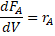 dF_A/dV = r_A